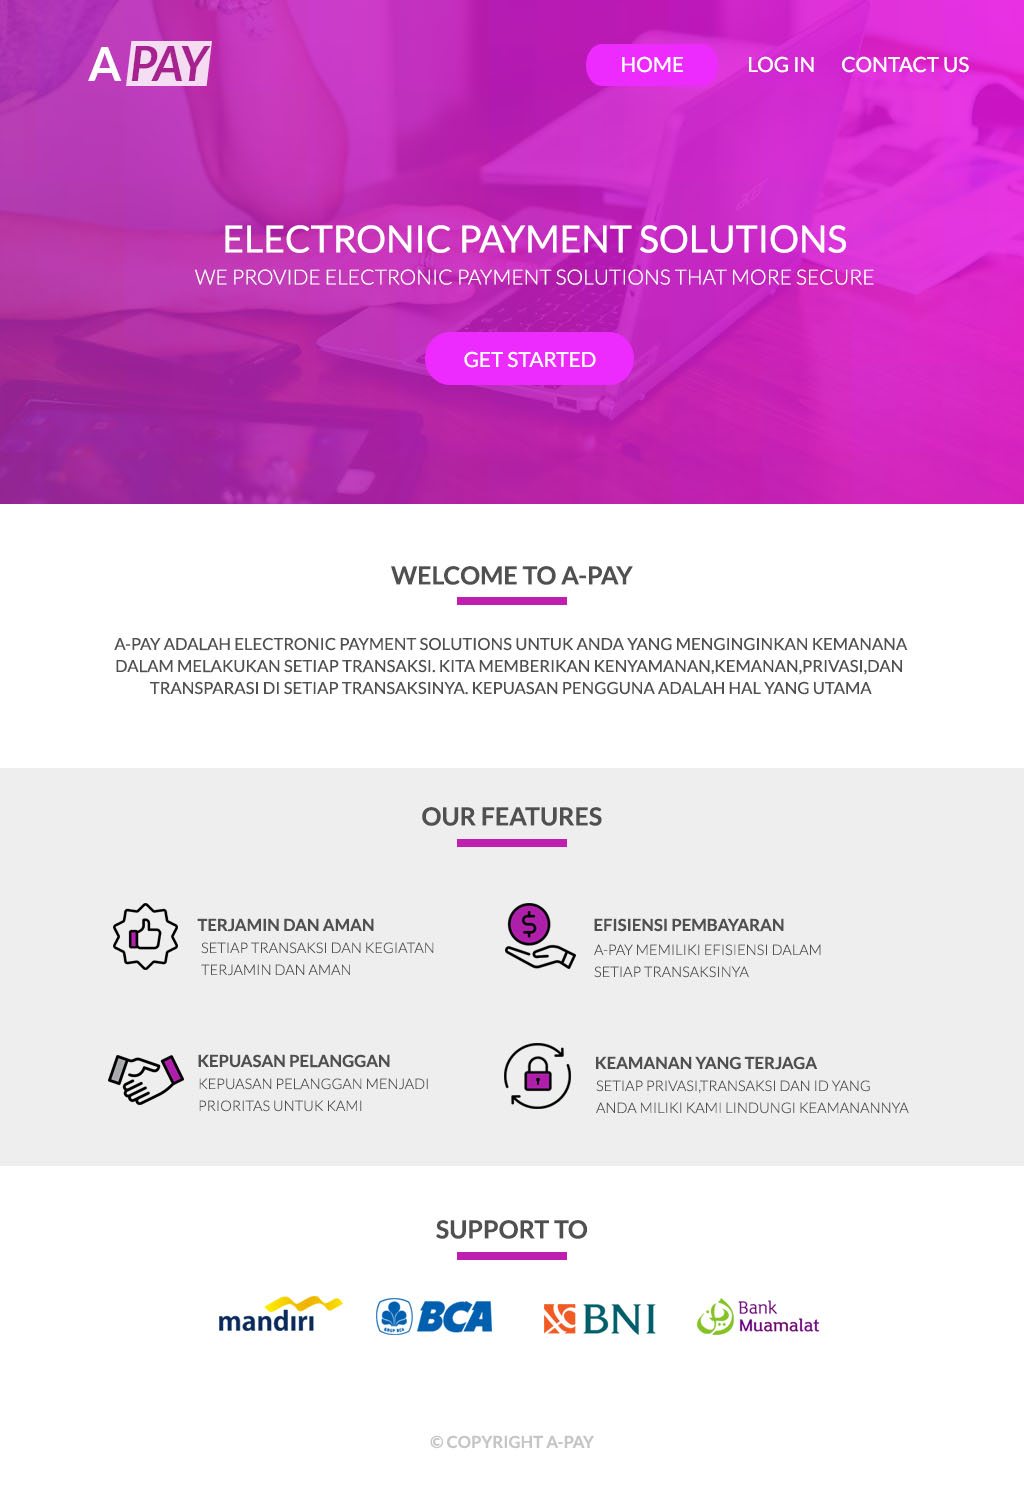 A PAY
HOME LOG IN CONTACT US
ELECTRONIC PAYMENT SOLUTIONS
WE PROVIDE ELECTRONIC PAYMENT SOLUTIONS THAT MORE SECURE
GET STARTED
WELCOME TO A-PAY
A-PAY ADALAH ELECTRONIC PAYMENT SOLUTIONS UNTUK ANDA YANG MENGINGINKAN KEMANANA
DALAM MELAKUKAN SETIAP TRANSAKSI. KITA MEMBERIKAN KENYAMANAN,KEMANAN,PRIVASI,DAN
TRANSPARASI DI SETIAP TRANSAKSINYA. KEPUASAN PENGGUNA ADALAH HAL YANG UTAMA
OUR FEATURES
TERJAMIN DAN AMAN
SETIAP TRANSAKSI DAN KEGIATAN
TERJAMIN DAN AMAN
EFISIENSI PEMBAYARAN
A-PAY MEMILIKI EFISIENSI DALAM
SETIAP TRANSAKSINYA
KEPUASAN PELANGGAN
KEPUASAN PELANGGAN MENJADI
PRIORITAS UNTUK KAMI
KEAMANAN YANG TERJAGA
SETIAP PRIVASI,TRANSAKSI DAN ID YANG
ANDA MILIKI KAMI LINDUNGI KEAMANANNYA
SUPPORT TO
mandiri
BCA
BNI
Bank
Muamalat
© COPYRIGHT A-PAY